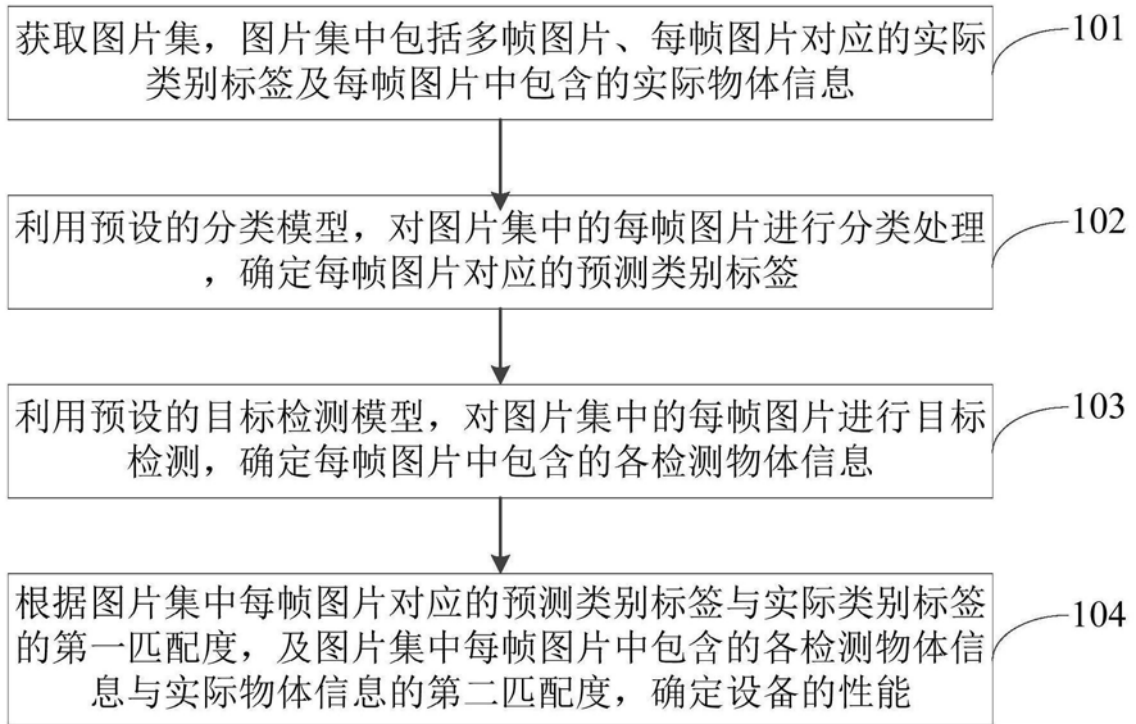 获取图片集，图片集中包括多帧图片、每帧图片对应的实际
类别标签及每帧图片中包含的实际物体信息
101
利用预设的分类模型，对图片集中的每帧图片进行分类处理
，确定每帧图片对应的预测类别标签
102
利用预设的目标检测模型，对图片集中的每帧图片进行目标
检测，确定每帧图片中包含的各检测物体信息
103
根据图片集中每帧图片对应的预测类别标签与实际类别标签
的第一匹配度，及图片集中每帧图片中包含的各检测物体信
息与实际物体信息的第二匹配度，确定设备的性能
104